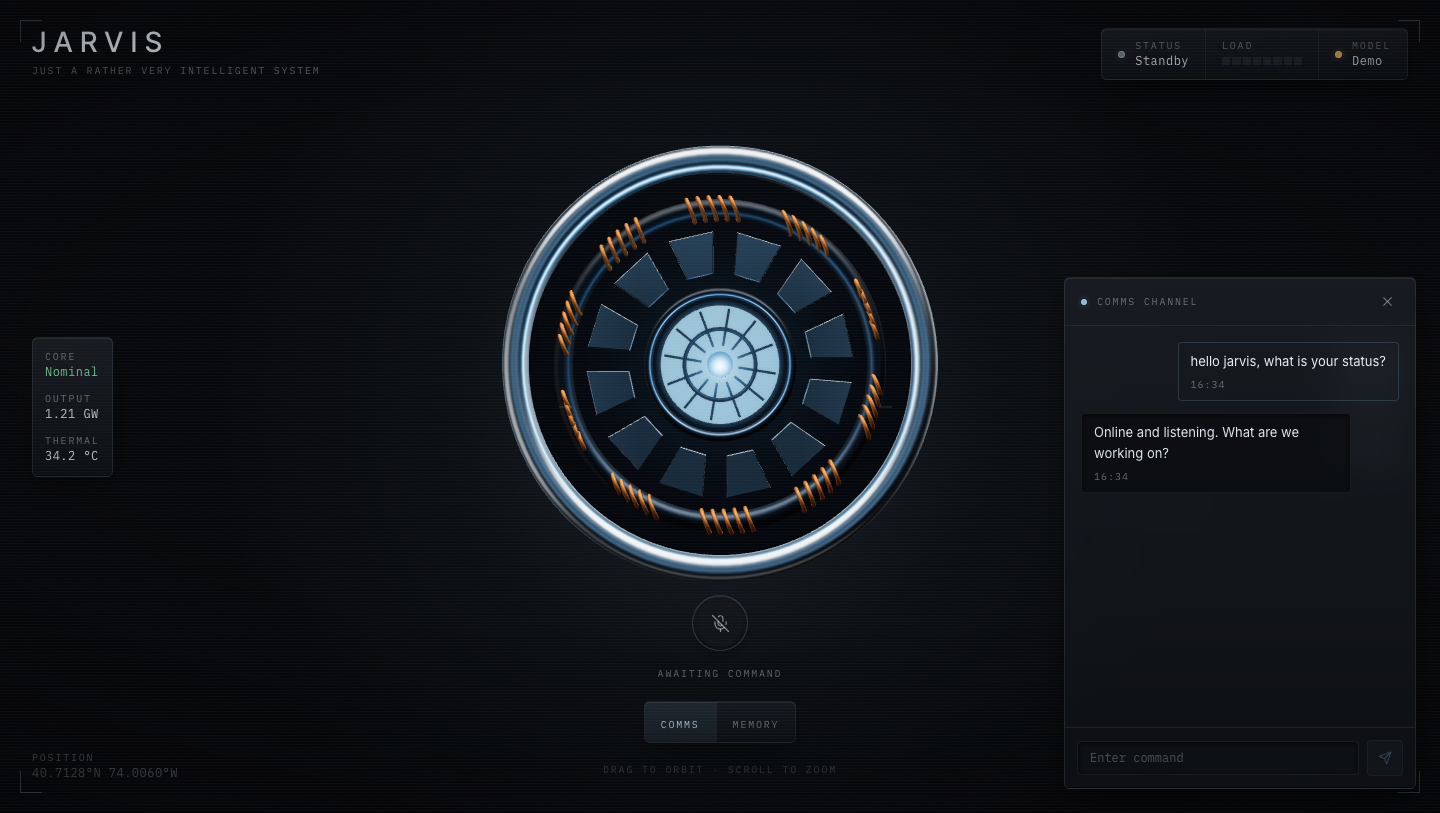 JARVIS
JUST A RATHER VERY INTELLIGENT SYSTEM
STATUS
Standby
LOAD
MODEL
Demo
CORE
Nominal
OUTPUT
1.21 GW
THERMAL
34.2 °C
COMMS CHANNEL
hello jarvis, what is your status?
16:34
Online and listening. What are we
working on?
16:34
Enter command
AWAITING COMMAND
COMMS
MEMORY
DRAG TO ORBIT · SCROLL TO ZOOM
POSITION
40.7128°N 74.0060°W